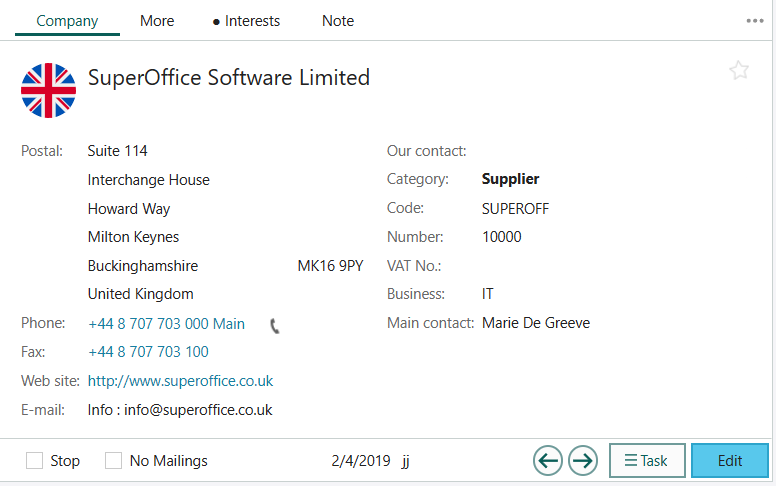 Company More • Interests Note
SuperOffice Software Limited
Postal: Suite 114 Our contact:
Interchange House Category: Supplier
Howard Way Code: SUPEROFF
Milton Keynes Number: 10000
Buckinghamshire MK16 9PY VAT No.:
United Kingdom Business: IT
Phone: +44 8 707 703 000 Main Main contact: Marie De Greeve
Fax: +44 8 707 703 100
Web site: http://www.superoffice.co.uk
E-mail: Info : info@superoffice.co.uk
Stop No Mailings 2/4/2019 jj Task Edit